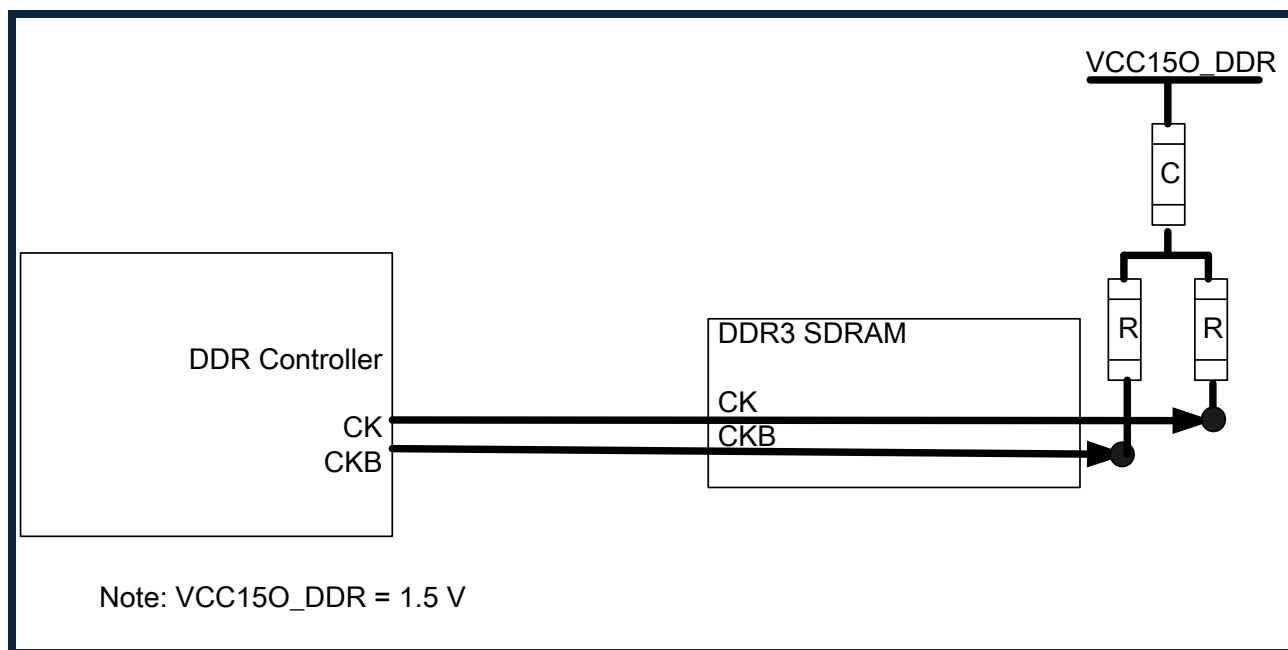 VCC15O_DDR
C
R R
DDR3 SDRAM
DDR Controller
CK
CK
CKB
CKB
Note: VCC15O_DDR = 1.5 V